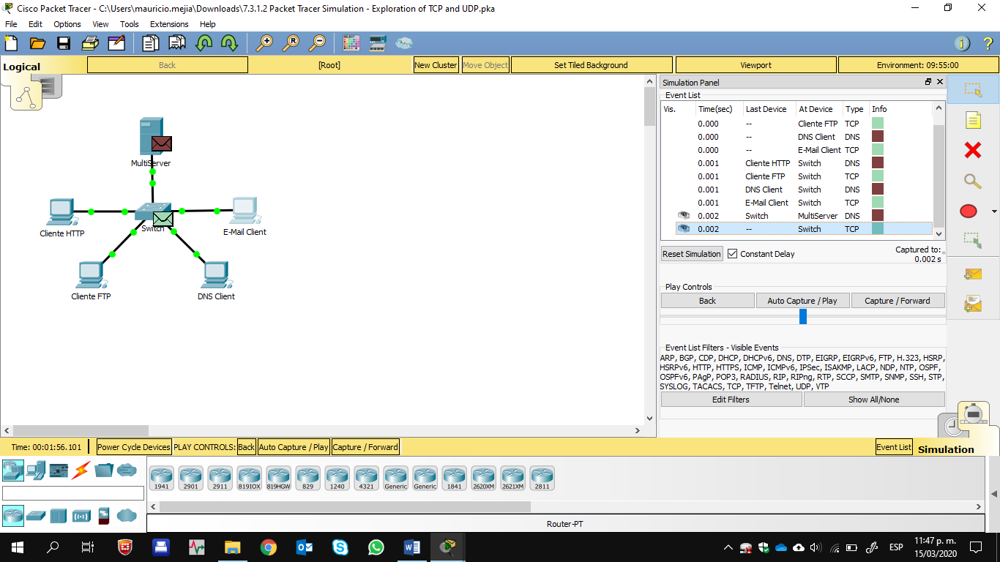 Cisco Packet Tracer - C:\Users\mauricio.mejia\Downloads\7.3.1.2 Packet Tracer Simulation - Exploration of TCP and UDP.pka
File Edit Options View Tools Extensions Help
Logical
Back
[Root]
New Cluster
Move Object
Set Tiled Background
Viewport
Environment: 09:55:00
MultiServer
Cliente HTTP
Switch
E-Mail Client
Cliente FTP
DNS Client
Simulation Panel
Event List
Vis. Time(sec) Last Device At Device Type Info
0.000 -- Cliente FTP TCP
0.000 -- DNS Client DNS
0.000 -- E-Mail Client TCP
0.001 Cliente HTTP Switch DNS
0.001 Cliente FTP Switch TCP
0.001 DNS Client Switch DNS
0.001 E-Mail Client Switch TCP
0.002 Switch MultiServer DNS
0.002 -- Switch TCP
Reset Simulation
Constant Delay
Captured to: *
0.002 s
Play Controls
Back
Auto Capture / Play
Capture / Forward
Event List Filters - Visible Events
ARP, BGP, CDP, DHCP, DHCPv6, DNS, DTP, EIGRP, EIGRPv6, FTP, H.323, HSRP,
HSRPv6, HTTP, HTTPS, ICMP, ICMPv6, IPSec, ISAKMP, LACP, NDP, NTP, OSPF,
OSPFv6, PAgP, POP3, RADIUS, RIP, RIPng, RTP, SCCP, SMTP, SNMP, SSH, STP,
SYSLOG, TACACS, TCP, TFTP, Telnet, UDP, VTP
Edit Filters
Show All/None
Time: 00:01:56.101
Power Cycle Devices
PLAY CONTROLS:
Back
Auto Capture / Play
Capture / Forward
Event List
Simulation
1941 2901 2911 819IOX 819HGW 829 1240 4321 Generic Generic 1841 2620XM 2621XM 2811
Router-PT
SELECT
ESP
11:47 p. m.
15/03/2020